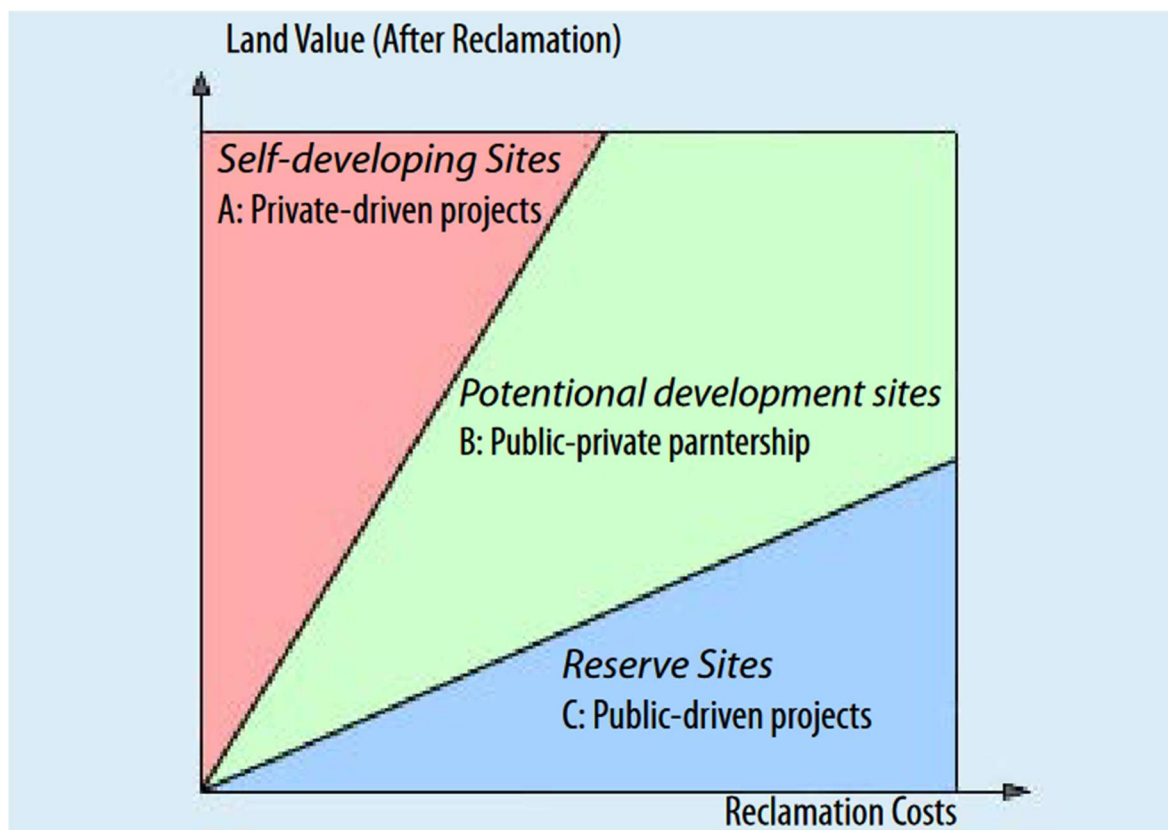 Land Value (After Reclamation)
Self-developing Sites
A: Private-driven projects
Potentional development sites
B: Public-private parntership
Reserve Sites
C: Public-driven projects
Reclamation Costs